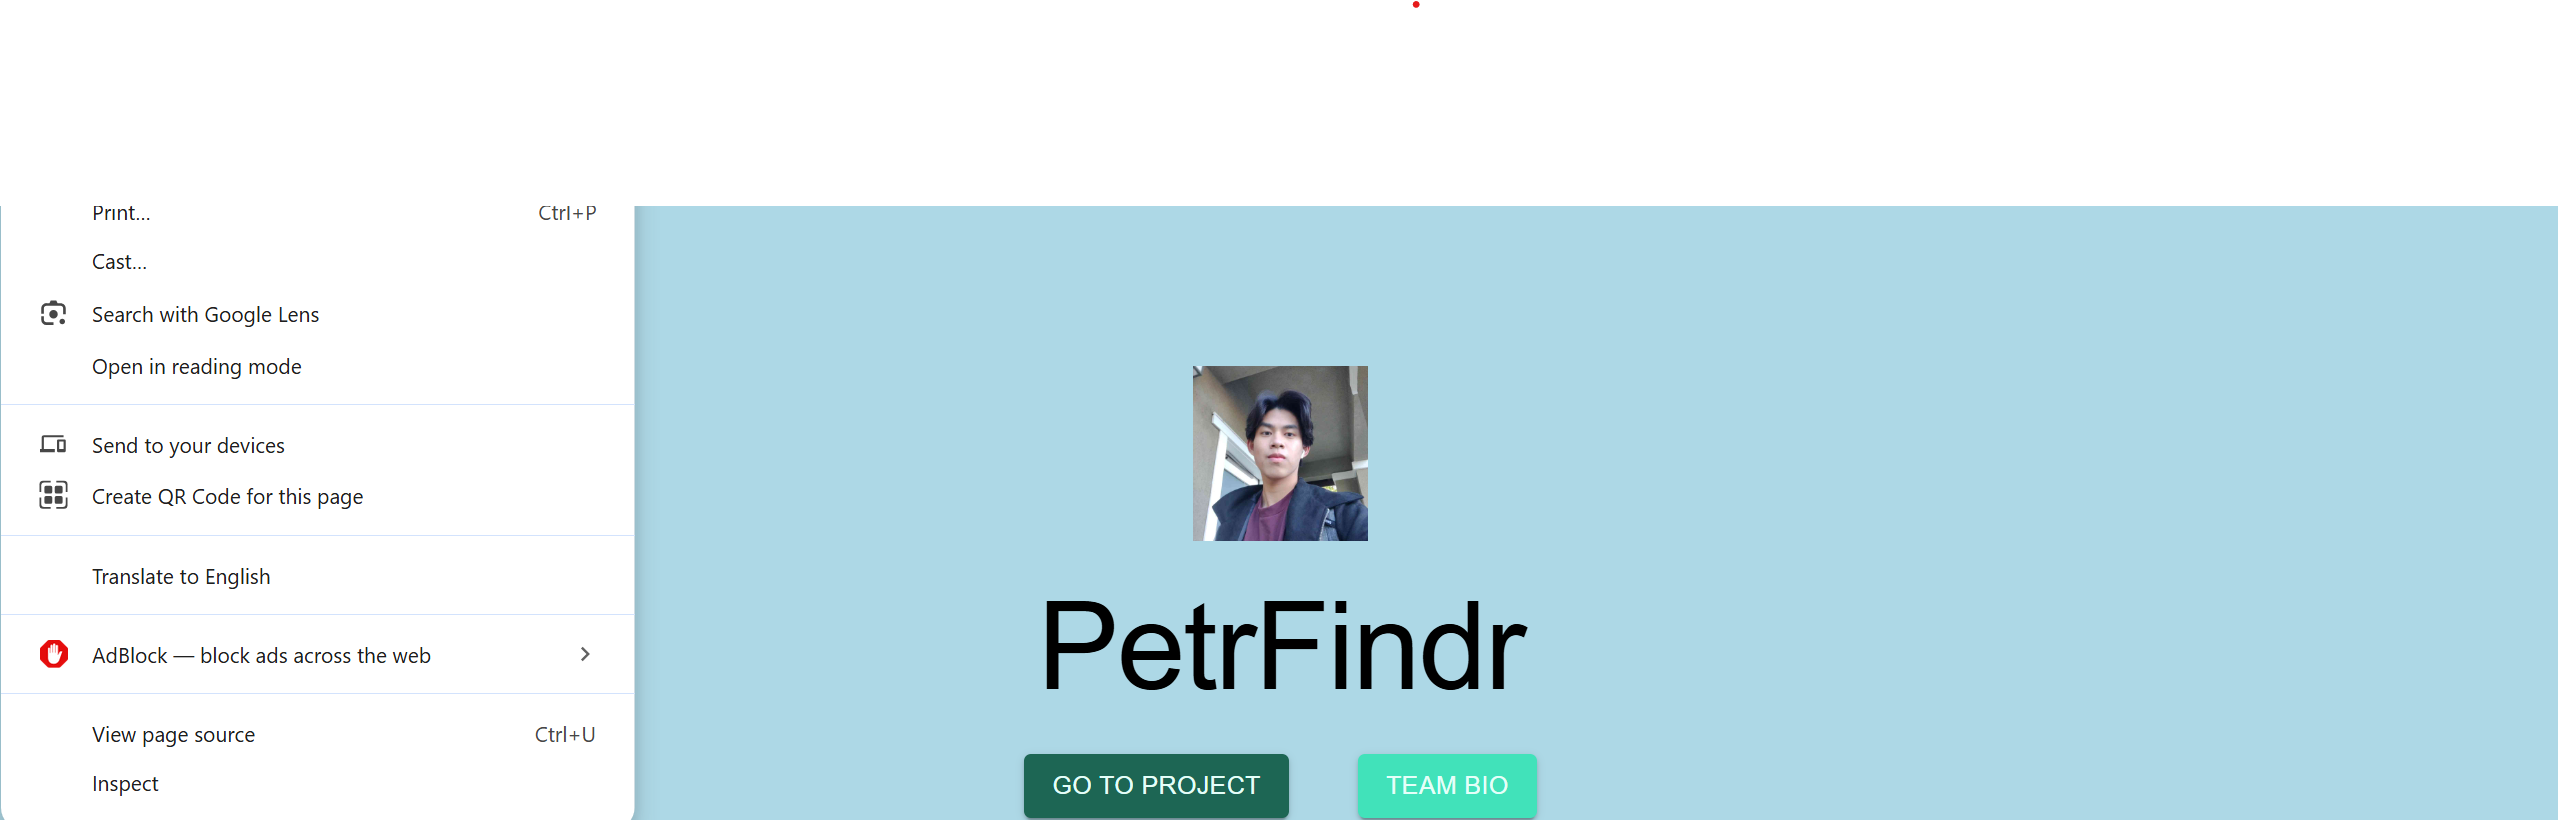 Print... Ctrl+P
Cast...
Search with Google Lens
Open in reading mode
Send to your devices
Create QR Code for this page
Translate to English
AdBlock — block ads across the web
View page source Ctrl+U
Inspect
PetrFindr
GO TO PROJECT TEAM BIO